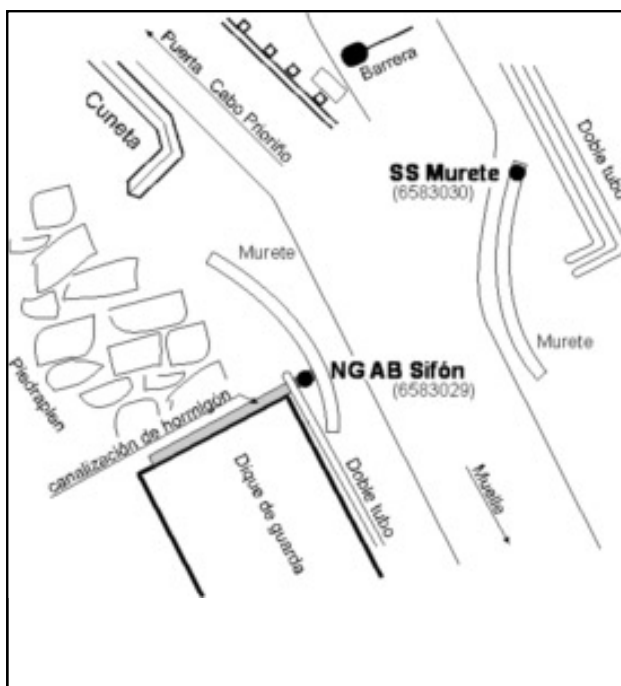 Puerta Cabo Prioriño
Barrera
Cuneta
Doble tubo
SS Murete
(6583030)
Murete
Murete
NG AB Sifón
(6583029)
Piedraplen
canalización de hormigón
Dique de guarda
Doble tubo
Muelle